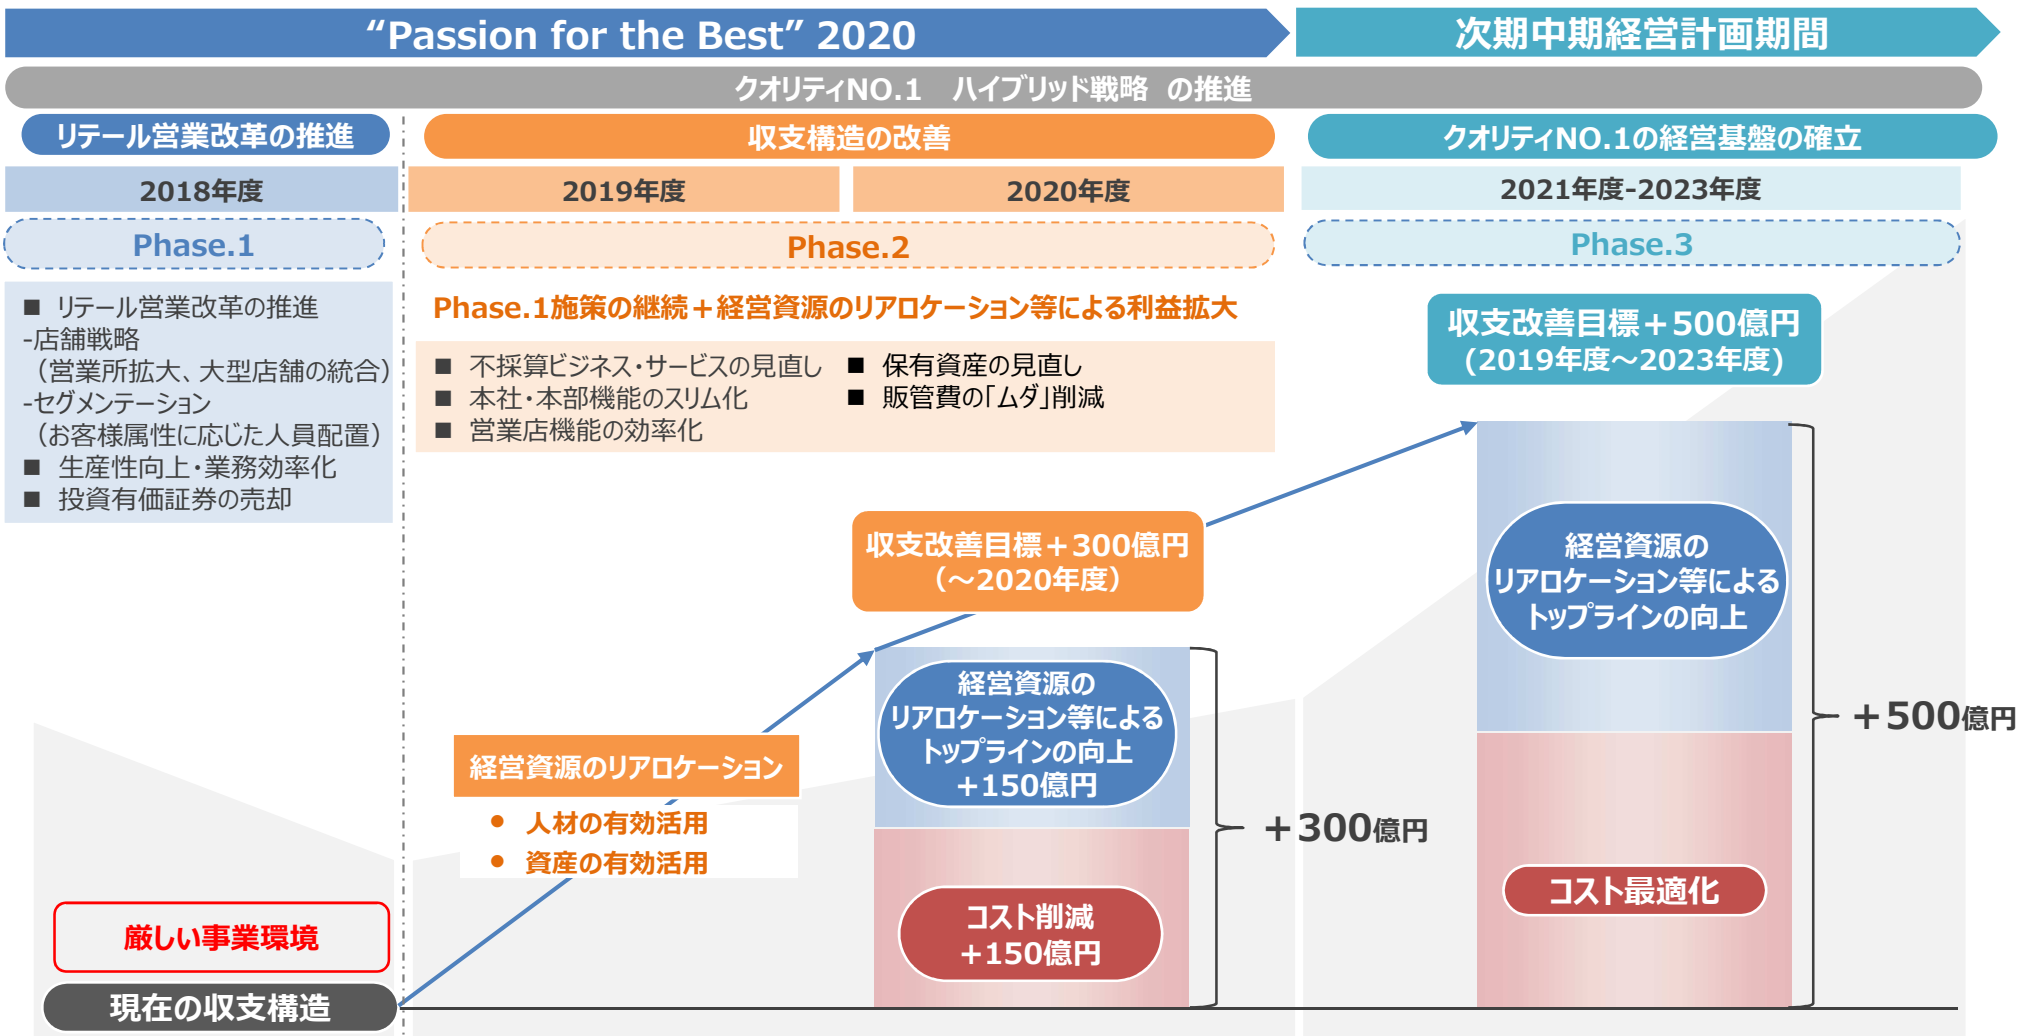 “Passion for the Best” 2020
次期中期経営計画期間
クオリティNO.1　ハイブリッド戦略 の推進
リテール営業改革の推進
収支構造の改善
クオリティNO.1の経営基盤の確立
2018年度
2019年度
2020年度
2021年度-2023年度
Phase.1
Phase.2
Phase.3
■ リテール営業改革の推進
-店舗戦略
（営業所拡大、大型店舗の統合）
-セグメンテーション
（お客様属性に応じた人員配置）
■ 生産性向上・業務効率化
■ 投資有価証券の売却
Phase.1施策の継続＋経営資源のリアロケーション等による利益拡大
■ 不採算ビジネス・サービスの見直し
■ 本社・本部機能のスリム化
■ 営業店機能の効率化
■ 保有資産の見直し
■ 販管費の「ムダ」削減
収支改善目標＋500億円
(2019年度～2023年度)
収支改善目標＋300億円
（～2020年度）
経営資源の
リアロケーション等による
トップラインの向上
経営資源の
リアロケーション等による
トップラインの向上
+150億円
＋500億円
経営資源のリアロケーション
• 人材の有効活用
• 資産の有効活用
＋300億円
コスト最適化
コスト削減
+150億円
厳しい事業環境
現在の収支構造